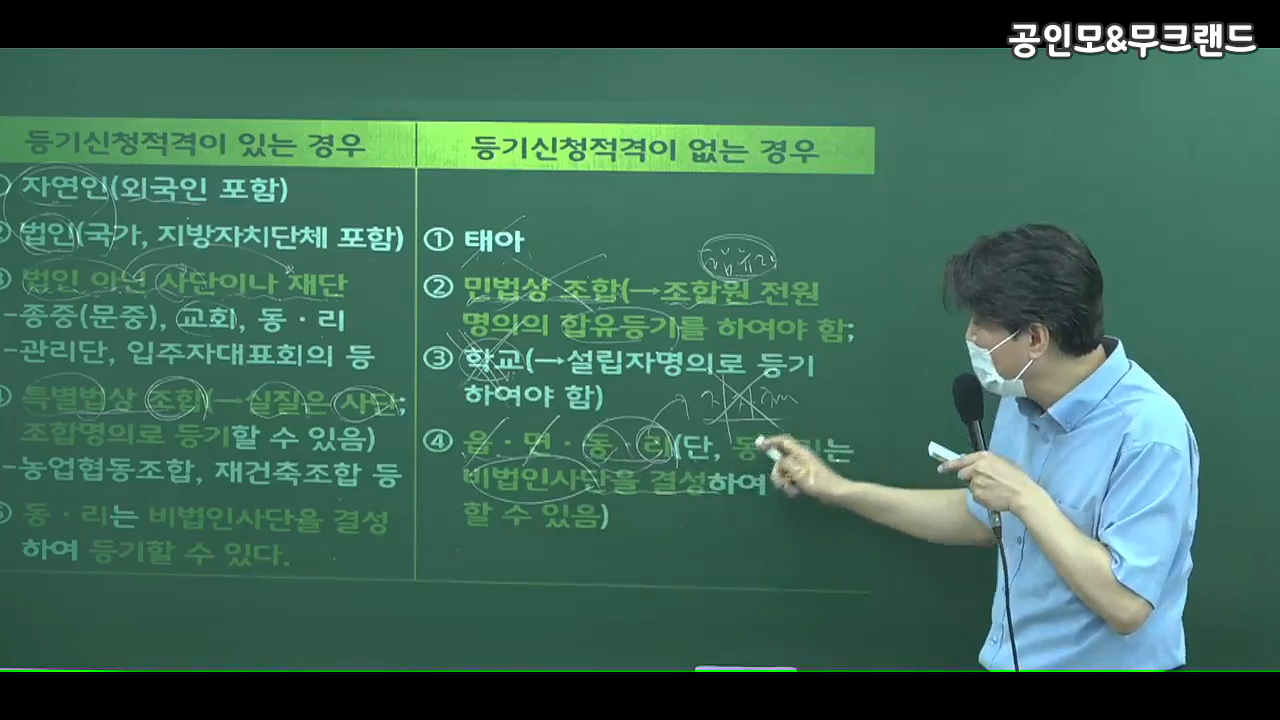 공인모&무크랜드
등기신청적격이 있는 경우
자연인(외국인 포함)
법인(국가, 지방자치단체 포함)
법인 아닌 사단이나 재단
-종중(문중), 교회, 동·리
-관리단, 입주자대표회의 등
특별법상 조합(→실질은 사단;
조합명의로 등기할 수 있음)
-농업협동조합, 재건축조합 등
동·리는 비법인사단을 결성
하여 등기할 수 있다.
등기신청적격이 없는 경우
① 태아
② 민법상 조합(→조합원 전원
명의의 합유등기를 하여야 함;
③ 학교(→설립자명의로 등기
하여야 함)
④ 읍·면·동·리(단, 동 는
비법인사단을 결성하여
할 수 있음)